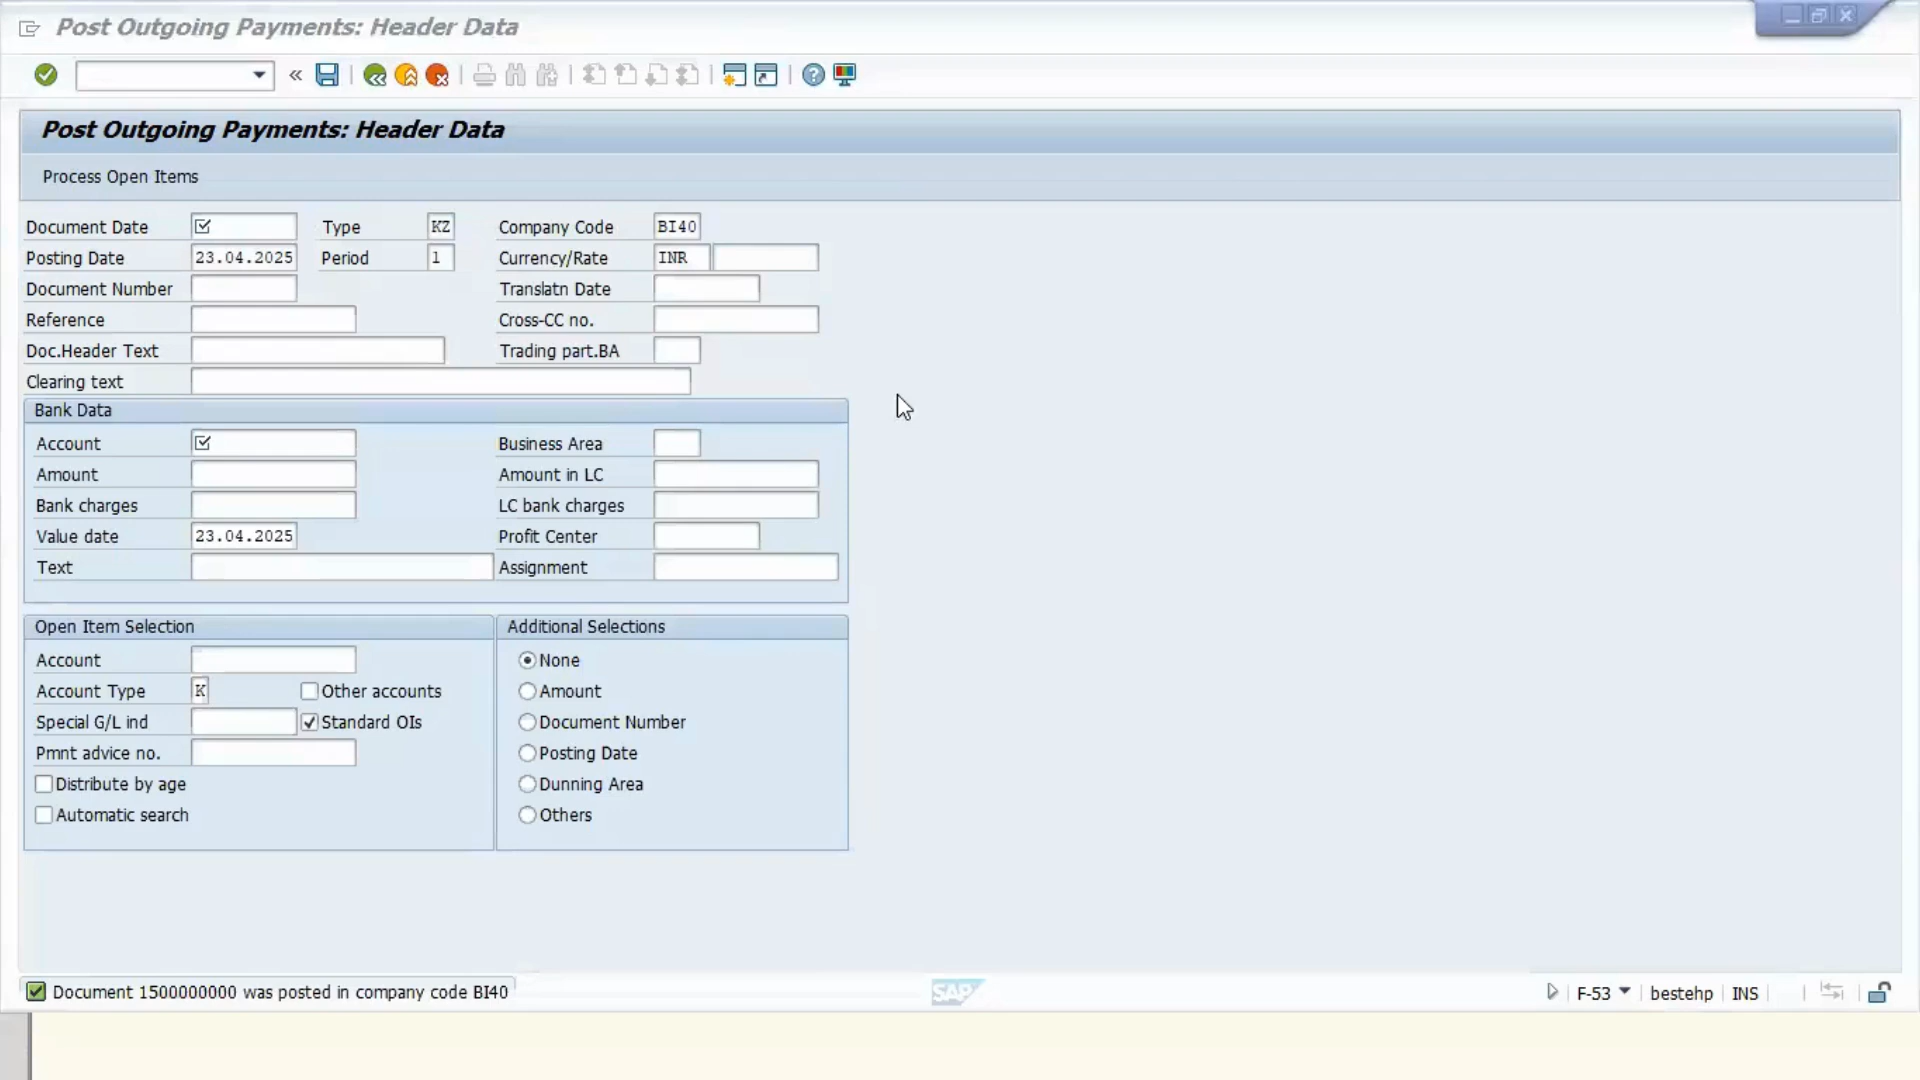 Post Outgoing Payments: Header Data
Post Outgoing Payments: Header Data
Process Open Items
Document Date Type KZ Company Code BI40
Posting Date 23.04.2025 Period 1 Currency/Rate INR
Document Number Translatn Date
Reference Cross-CC no.
Doc.Header Text Trading part.BA
Clearing text
Bank Data
Account Business Area
Amount Amount in LC
Bank charges LC bank charges
Value date 23.04.2025 Profit Center
Text Assignment
Open Item Selection Additional Selections
Account None
Account Type K Other accounts Amount
Special G/L ind Standard OIs Document Number
Pmnt advice no. Posting Date
Distribute by age Dunning Area
Automatic search Others
Document 1500000000 was posted in company code BI40 SAP F-53 bestehp INS